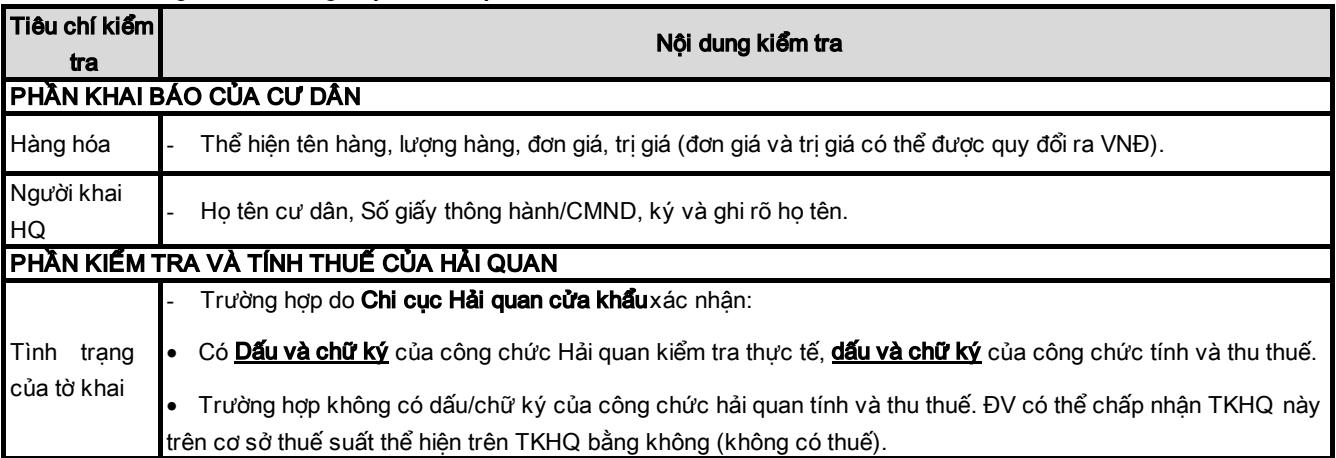 Tiêu chí kiểm
tra
Nội dung kiểm tra
PHẦN KHAI BÁO CỦA CƯ DÂN
Hàng hóa
- Thể hiện tên hàng, lượng hàng, đơn giá, trị giá (đơn giá và trị giá có thể được quy đổi ra VNĐ).
Người khai
HQ
- Họ tên cư dân, Số giấy thông hành/CMND, ký và ghi rõ họ tên.
PHẦN KIỂM TRA VÀ TÍNH THUẾ CỦA HẢI QUAN
Tình trạng
của tờ khai
- Trường hợp do Chi cục Hải quan cửa khẩuxác nhận:
• Có Dấu và chữ ký của công chức Hải quan kiểm tra thực tế, dấu và chữ ký của công chức tính và thu thuế.
• Trường hợp không có dấu/chữ ký của công chức hải quan tính và thu thuế. ĐV có thể chấp nhận TKHQ này
trên cơ sở thuế suất thể hiện trên TKHQ bằng không (không có thuế).